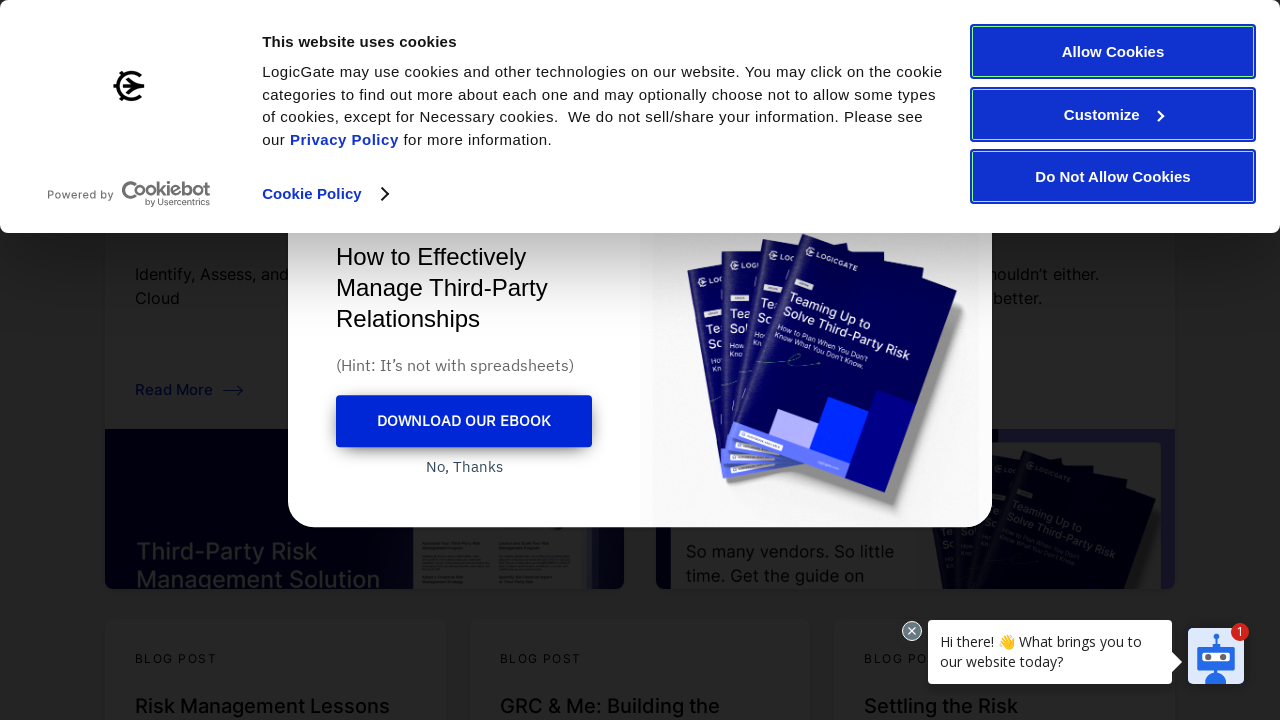 This website uses cookies
LogicGate may use cookies and other technologies on our website. You may click on the cookie
categories to find out more about each one and may optionally choose not to allow some types
of cookies, except for Necessary cookies.  We do not sell/share your information. Please see
our Privacy Policy for more information.
Cookie Policy
Powered by Cookiebot
by Usercentrics
Allow Cookies
Customize
Do Not Allow Cookies
How to Effectively
Manage Third-Party
Relationships
(Hint: It’s not with spreadsheets)
DOWNLOAD OUR EBOOK
No, Thanks
LOGICGATE
Teaming Up to
Solve Third-Party Risk
How to Plan When You Don't
Know What You Don't Know.
Identify, Assess, and
Cloud
Read More
houldn’t either.
better.
Third-Party Risk
Management Solution
So many vendors. So little
time. Get the guide on
LOGICGATE
Teaming Up to
Solve Third-Party Risk
BLOG POST
Risk Management Lessons
BLOG POST
GRC & Me: Building the
BLOG PO
Settling the Risk
Hi there! 👋 What brings you to
our website today?
1